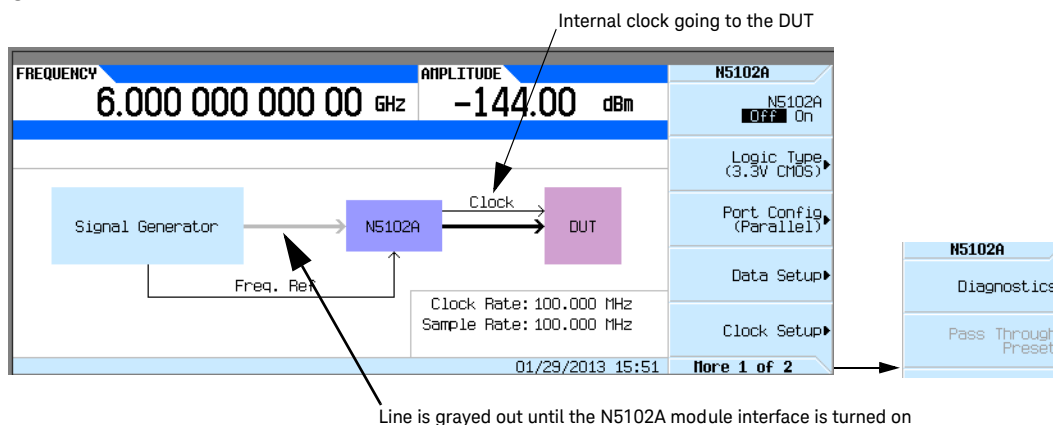 Internal clock going to the DUT
FREQUENCY
AMPLITUDE
N5102A
6.000 000 000 00 GHz
-144.00 dBm
N5102A
Off On
Logic Type
(3.3V CMOS)
Clock
Port Config
(Parallel)
Signal Generator
N5102A
DUT
N5102A
Data Setup
Freq. Ref
Diagnostics
Clock Rate: 100.000 MHz
Sample Rate: 100.000 MHz
Clock Setup
Pass Through
Preset
01/29/2013 15:51
More 1 of 2
Line is grayed out until the N5102A module interface is turned on